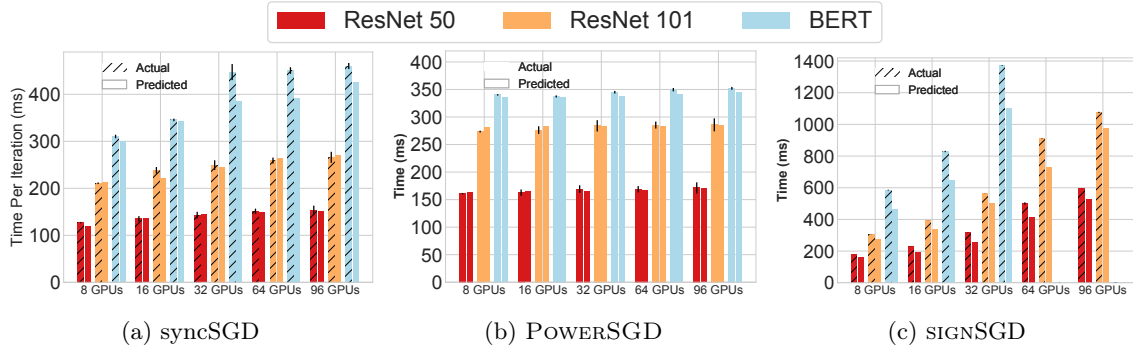 ResNet 50 ResNet 101 BERT
Time Per Iteration (ms)
400
300
200
100
0
Actual
Predicted
8 GPUs 16 GPUs 32 GPUs 64 GPUs 96 GPUs
(a) syncSGD
Time (ms)
400
350
300
250
200
150
100
50
0
Actual
Predicted
8 GPUs 16 GPUs 32 GPUs 64 GPUs 96 GPUs
(b) POWERSGD
Time (ms)
1400
1200
1000
800
600
400
200
0
Actual
Predicted
8 GPUs 16 GPUs 32 GPUs 64 GPUs 96 GPUs
(c) SIGNSGD